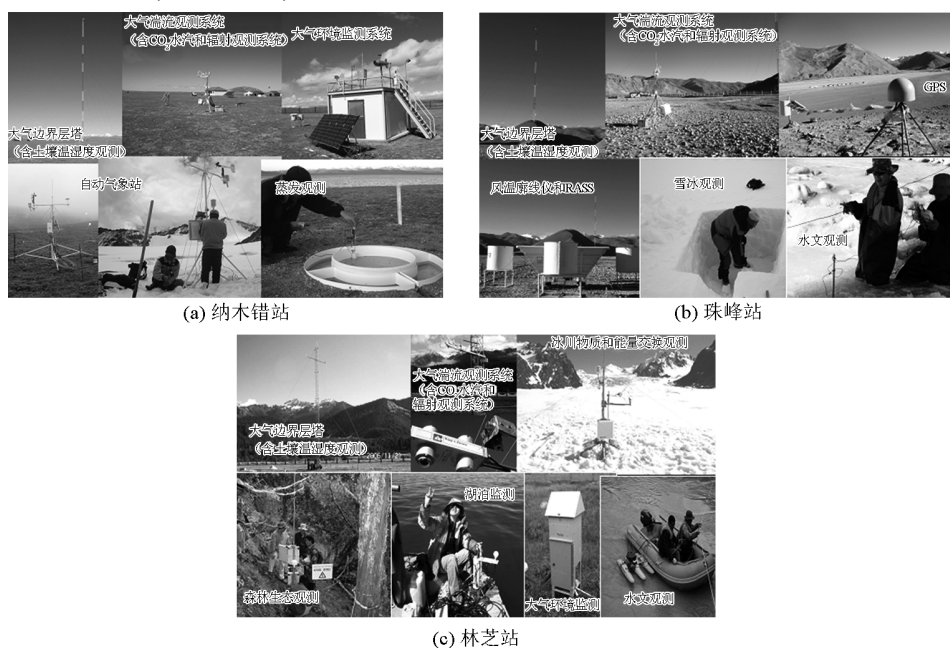 大气湍流观测系统
(含CO2水汽和辐射观测系统)
大气环境监测系统
大气边界层塔
(含土壤温湿度观测)
自动气象站
蒸发观测
(a) 纳木错站
大气湍流观测系统
(含CO2水汽和辐射观测系统)
GPS
大气边界层塔
(含土壤温湿度观测)
风温廓线仪和RASS
雪冰观测
水文观测
(b) 珠峰站
冰川物质和能量交换观测
大气湍流观测系统
(含CO2水汽和
辐射观测系统)
大气边界层塔
(含土壤温湿度观测)
湖泊监测
森林生态观测
大气环境监测
水文观测
(c) 林芝站